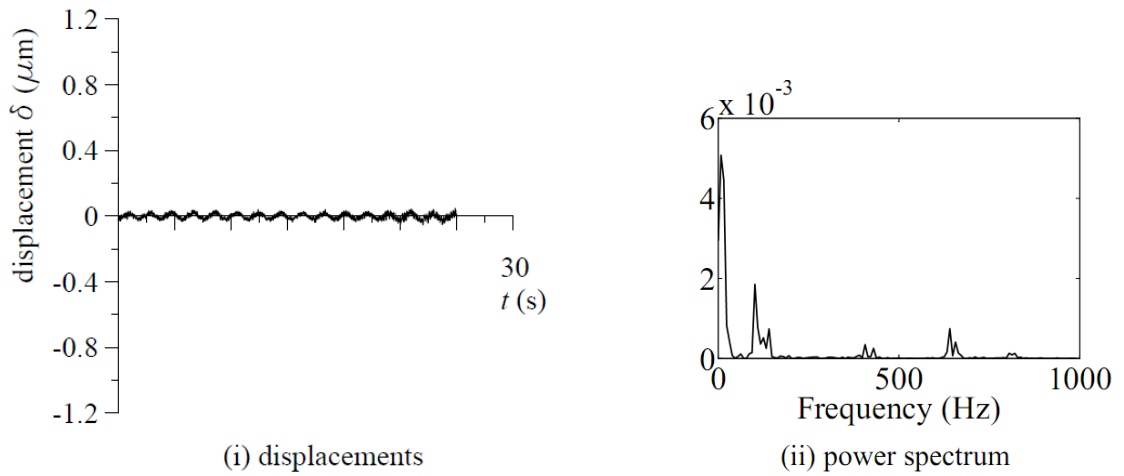 displacement δ (μm)
1.2
0.8
0.4
0
-0.4
-0.8
-1.2
30
t (s)
(i) displacements
x 10⁻³
6
4
2
0
0 500 1000
Frequency (Hz)
(ii) power spectrum